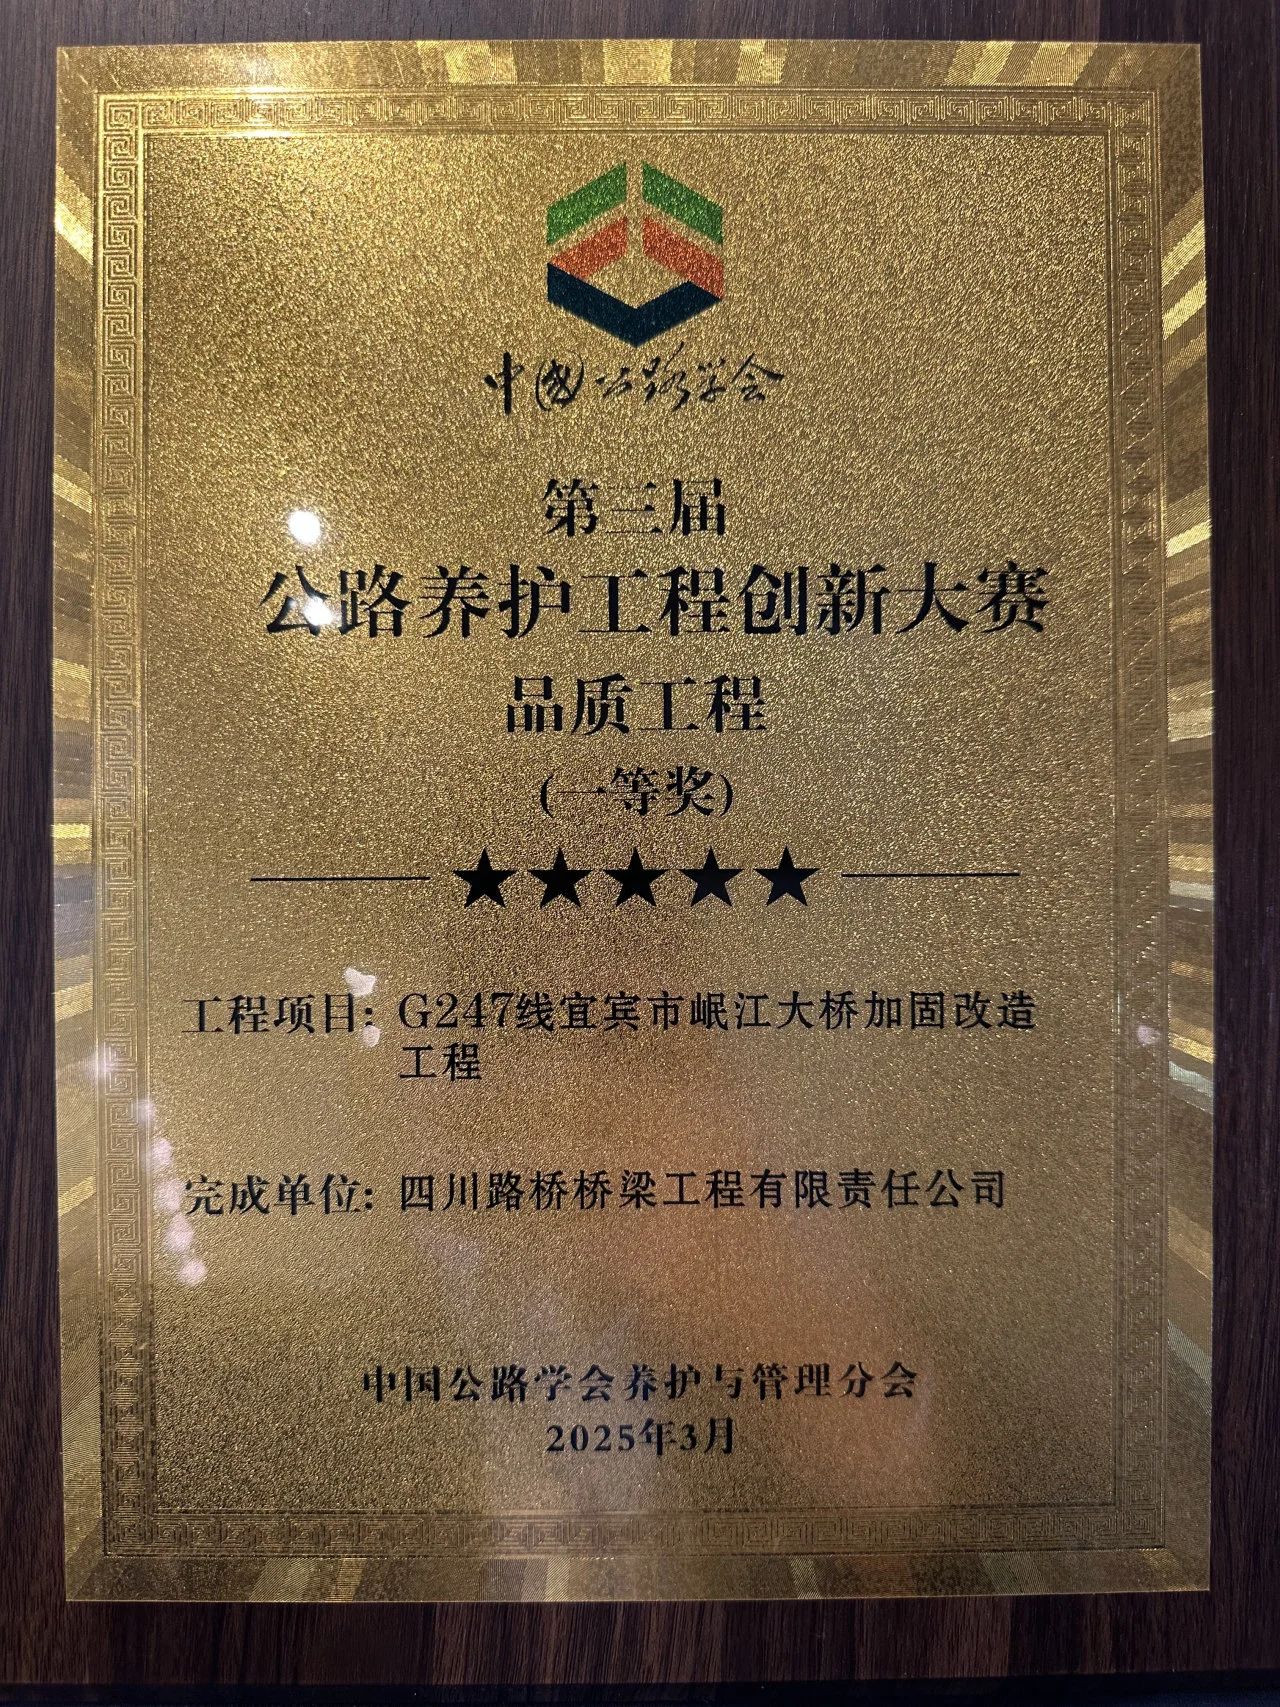 中国公路学会
第三届
公路养护工程创新大赛
品质工程
(一等奖)
工程项目: G247线宜宾市岷江大桥加固改造
工程
完成单位: 四川路桥桥梁工程有限责任公司
中国公路学会养护与管理分会
2025年3月